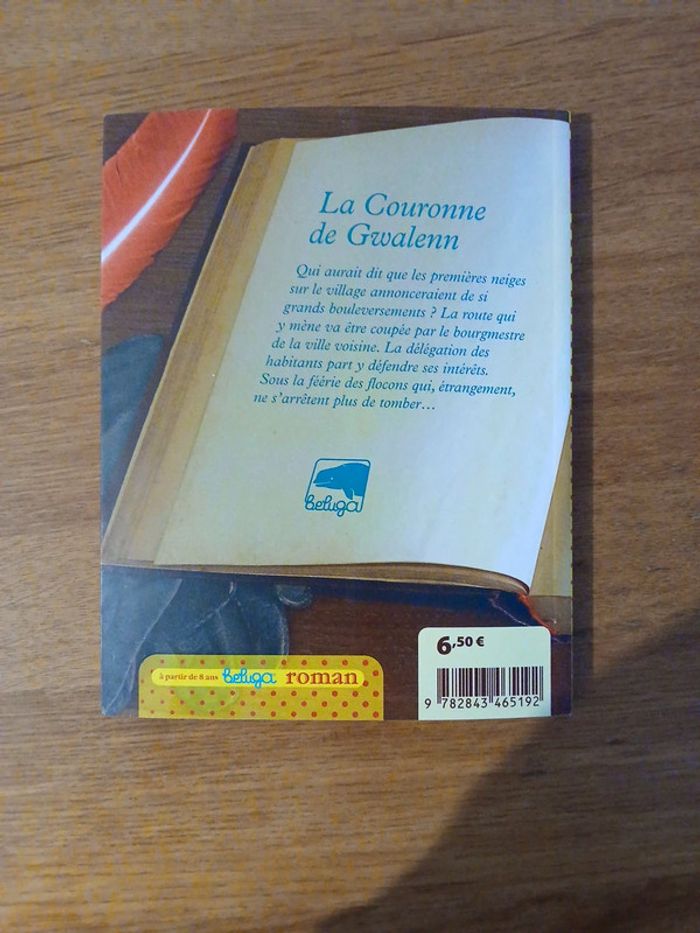 La Couronne
de Gwalenn
Qui aurait dit que les premières neiges
sur le village annonceraient de si
grands bouleversements ? La route qui
y mène va être coupée par le bourgmestre
de la ville voisine. La délégation des
habitants part y défendre ses intérêts.
Sous la féérie des flocons qui, étrangement,
ne s'arrêtent plus de tomber…
beluga
à partir de 8 ans beluga roman
6,50 €
9 782843 465192